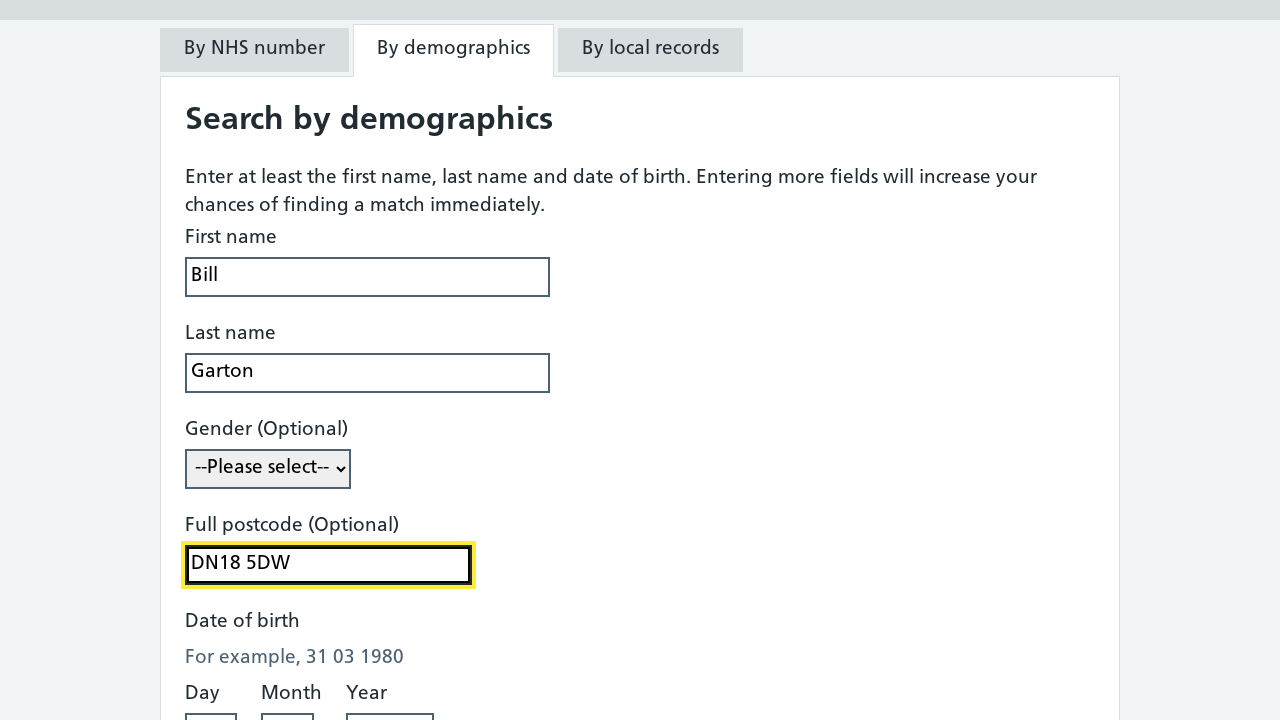 By NHS number
By demographics
By local records
Search by demographics
Enter at least the first name, last name and date of birth. Entering more fields will increase your
chances of finding a match immediately.
First name
Bill
Last name
Garton
Gender (Optional)
--Please select--
Full postcode (Optional)
DN18 5DW
Date of birth
For example, 31 03 1980
Day Month Year